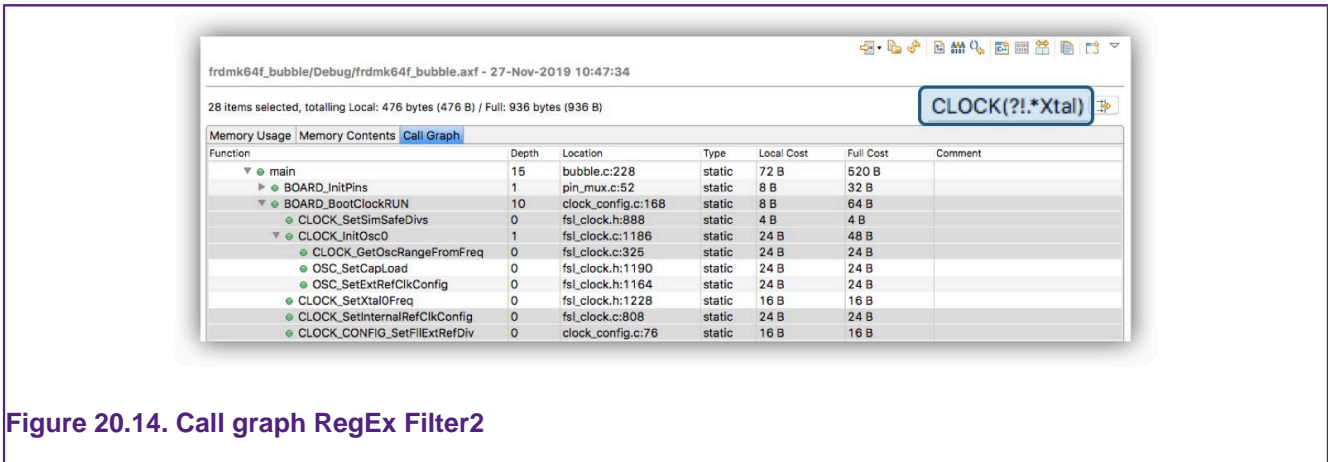 frdmk64f_bubble/Debug/frdmk64f_bubble.axf - 27-Nov-2019 10:47:34
28 items selected, totalling Local: 476 bytes (476 B) / Full: 936 bytes (936 B) CLOCK(?!.*Xtal)
Memory Usage Memory Contents Call Graph
Function Depth Location Type Local Cost Full Cost Comment
main 15 bubble.c:228 static 72 B 520 B
BOARD_InitPins 1 pin_mux.c:52 static 8 B 32 B
BOARD_BootClockRUN 10 clock_config.c:168 static 8 B 64 B
CLOCK_SetSimSafeDivs 0 fsl_clock.h:888 static 4 B 4 B
CLOCK_InitOsc0 1 fsl_clock.c:1186 static 24 B 48 B
CLOCK_GetOscRangeFromFreq 0 fsl_clock.c:325 static 24 B 24 B
OSC_SetCapLoad 0 fsl_clock.h:1190 static 24 B 24 B
OSC_SetExtRefClkConfig 0 fsl_clock.h:1164 static 24 B 24 B
CLOCK_SetXtal0Freq 0 fsl_clock.h:1228 static 16 B 16 B
CLOCK_SetInternalRefClkConfig 0 fsl_clock.c:808 static 24 B 24 B
CLOCK_CONFIG_SetFllExtRefDiv 0 clock_config.c:76 static 16 B 16 B
Figure 20.14. Call graph RegEx Filter2